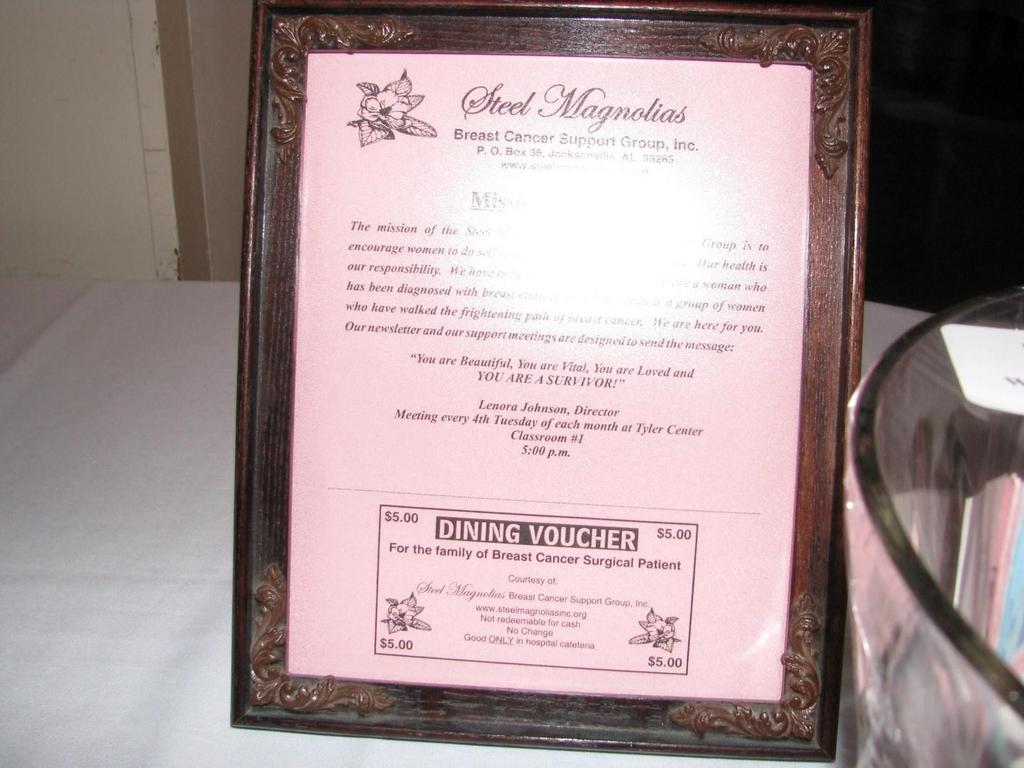 Steel Magnolias
Breast Cancer Support Group, Inc.
P. O. Box 36, Jacksonville, AL 36265
The mission of the Steel Group is to
encourage women to do self Our health is
our responsibility. We have a woman who
has been diagnosed with breast is a group of women
who have walked the frightening path of breast cancer. We are here for you.
Our newsletter and our support meetings are designed to send the message:
"You are Beautiful, You are Vital, You are Loved and
YOU ARE A SURVIVOR!"
Lenora Johnson, Director
Meeting every 4th Tuesday of each month at Tyler Center
Classroom #1
5:00 p.m.
$5.00 DINING VOUCHER $5.00
For the family of Breast Cancer Surgical Patient
Courtesy of:
Steel Magnolias Breast Cancer Support Group, Inc.
www.steelmagnoliasinc.org
Not redeemable for cash
No Change
Good ONLY in hospital cafeteria
$5.00 $5.00